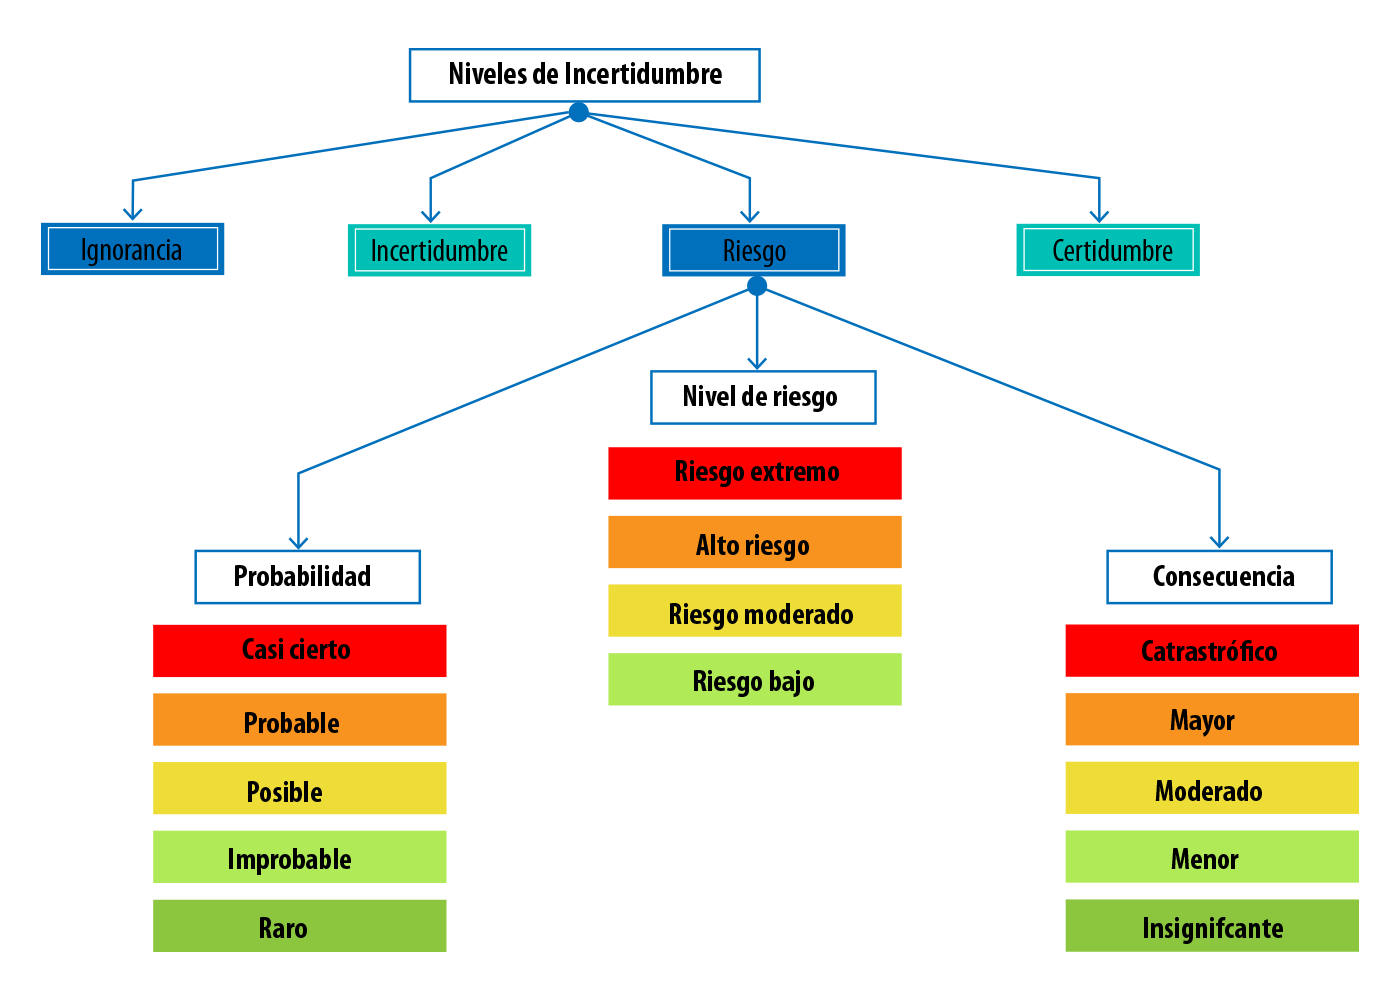 Niveles de Incertidumbre
Ignorancia
Incertidumbre
Riesgo
Certidumbre
Nivel de riesgo
Riesgo extremo
Alto riesgo
Riesgo moderado
Riesgo bajo
Probabilidad
Casi cierto
Probable
Posible
Improbable
Raro
Consecuencia
Catrastrófico
Mayor
Moderado
Menor
Insignifcante